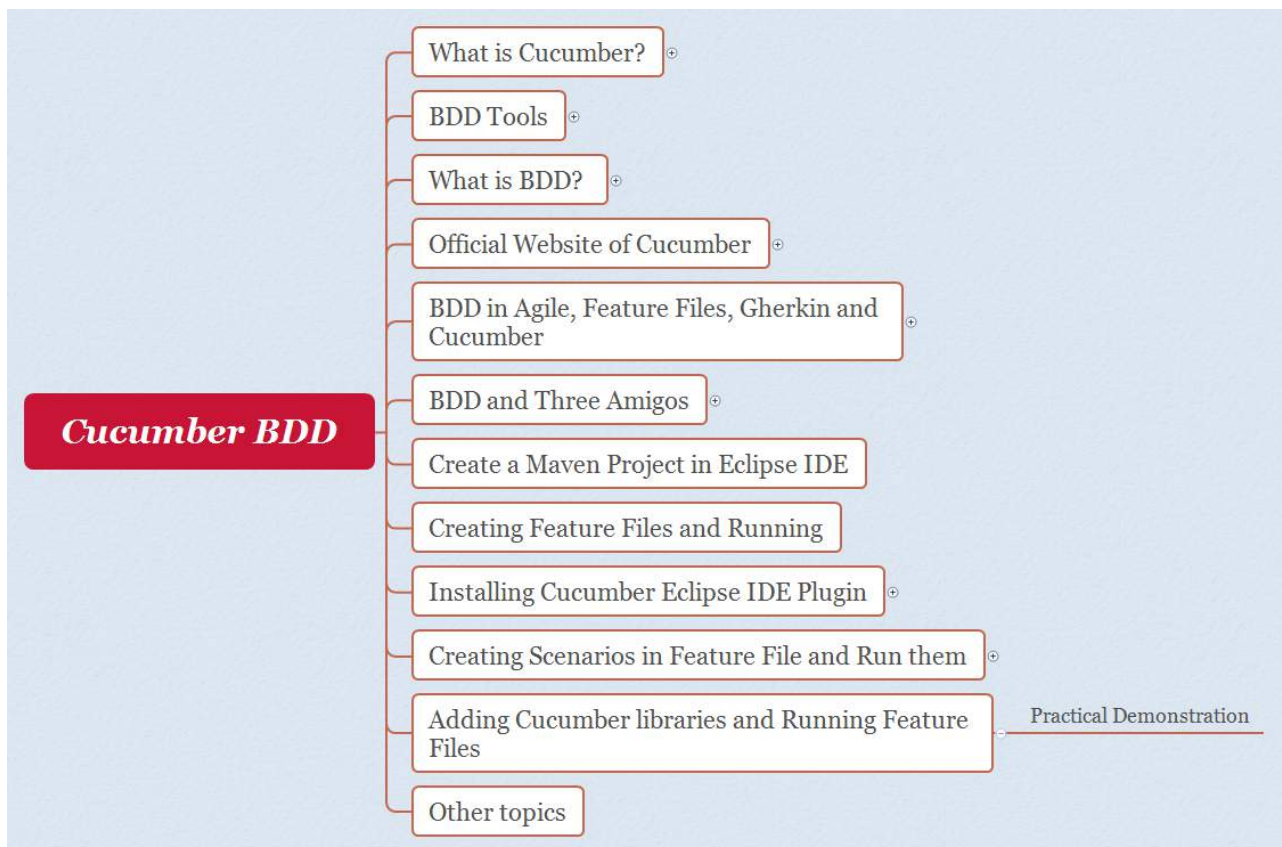 What is Cucumber?
BDD Tools
What is BDD?
Official Website of Cucumber
BDD in Agile, Feature Files, Gherkin and
Cucumber
BDD and Three Amigos
Cucumber BDD
Create a Maven Project in Eclipse IDE
Creating Feature Files and Running
Installing Cucumber Eclipse IDE Plugin
Creating Scenarios in Feature File and Run them
Adding Cucumber libraries and Running Feature
Files
Practical Demonstration
Other topics